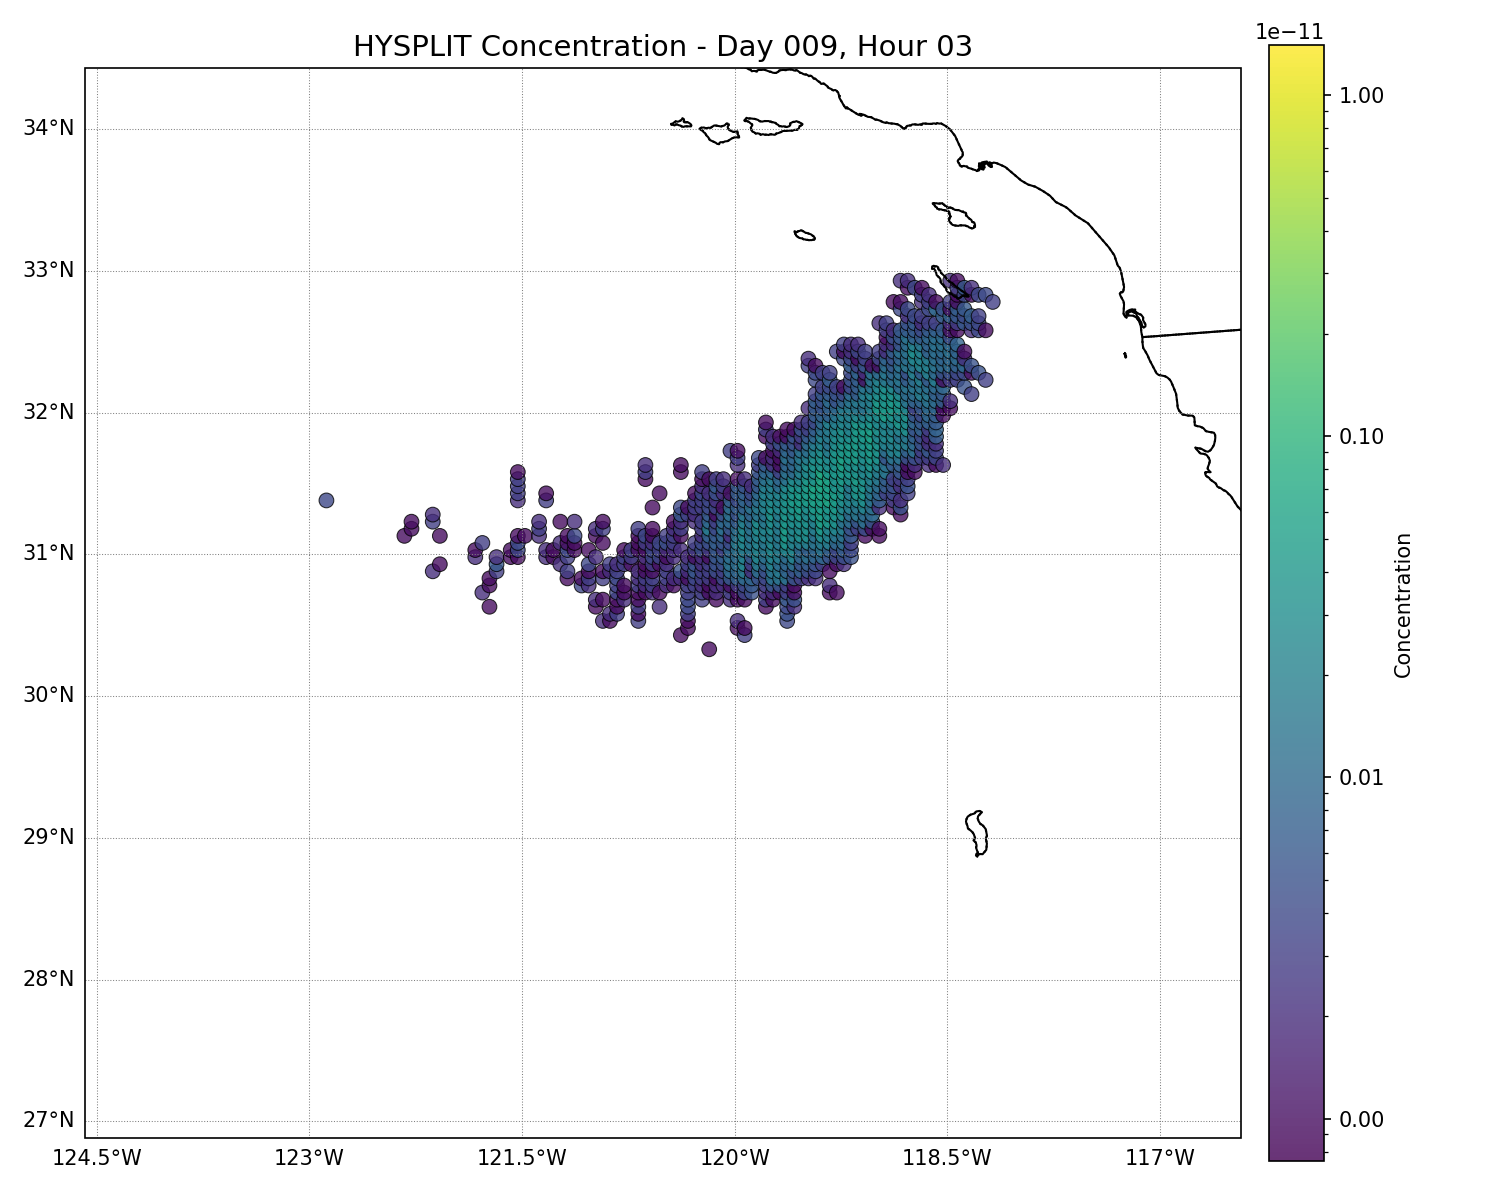 HYSPLIT Concentration - Day 009, Hour 03
1e−11
34°N
33°N
32°N
31°N
30°N
29°N
28°N
27°N
124.5°W
123°W
121.5°W
120°W
118.5°W
117°W
1.00
0.10
0.01
0.00
Concentration